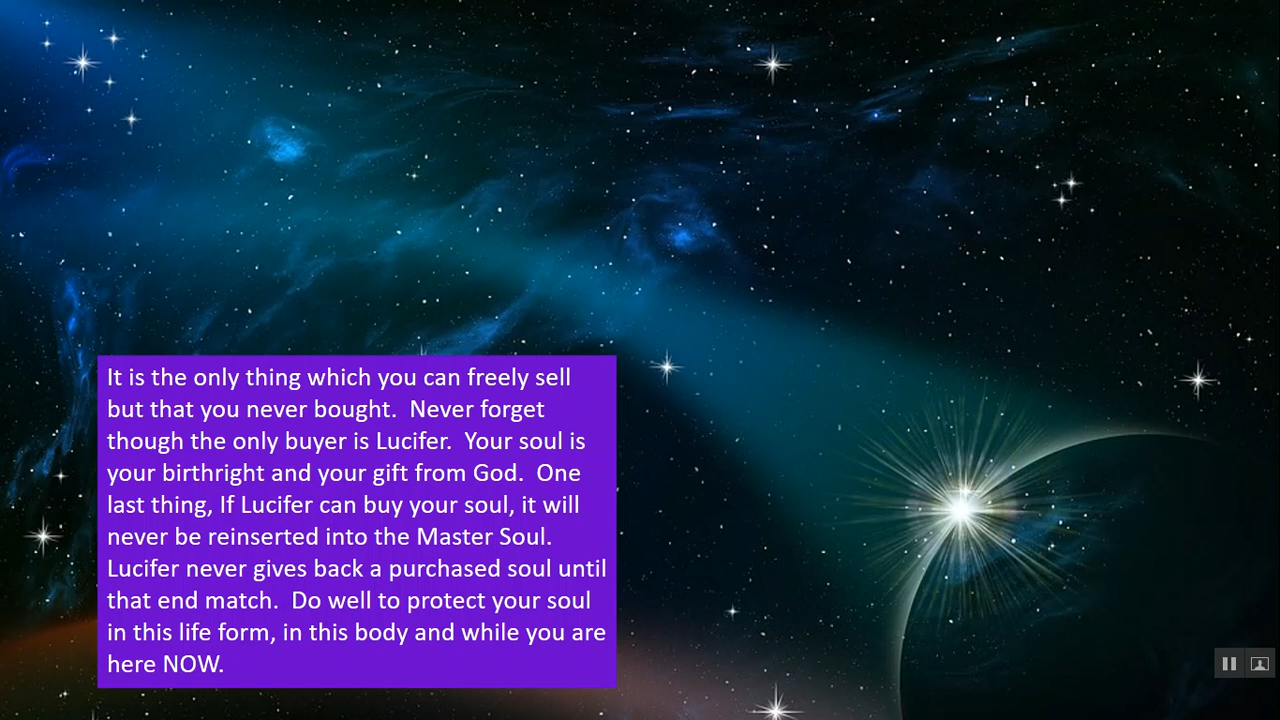 It is the only thing which you can freely sell
but that you never bought.  Never forget
though the only buyer is Lucifer.  Your soul is
your birthright and your gift from God.  One
last thing, If Lucifer can buy your soul, it will
never be reinserted into the Master Soul.
Lucifer never gives back a purchased soul until
that end match.  Do well to protect your soul
in this life form, in this body and while you are
here NOW.